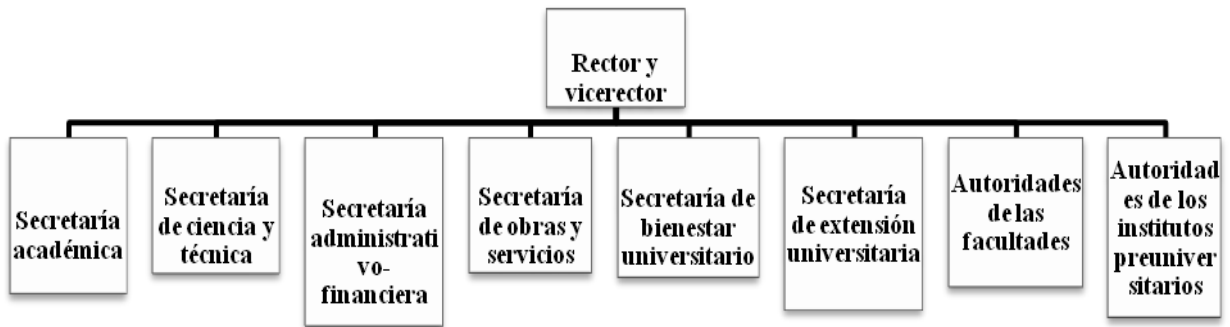 Rector y
vicerector
Secretaría
académica
Secretaría
de ciencia y
técnica
Secretaría
administrati
vo-
financiera
Secretaría
de obras y
servicios
Secretaría de
bienestar
universitario
Secretaría
de extensión
universitaria
Autoridades
de las
facultades
Autoridad
es de los
institutos
preuniver
sitarios